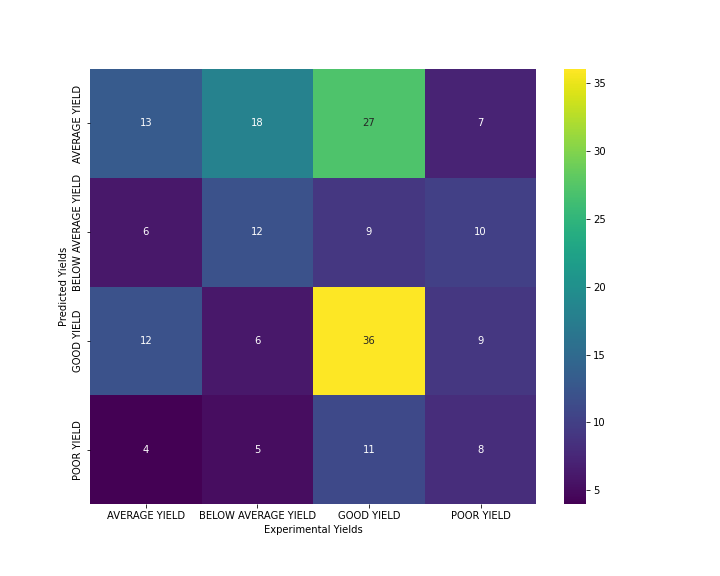 Predicted Yields
AVERAGE YIELD
13 18 27 7
BELOW AVERAGE YIELD
6 12 9 10
GOOD YIELD
12 6 36 9
POOR YIELD
4 5 11 8
AVERAGE YIELD BELOW AVERAGE YIELD GOOD YIELD POOR YIELD
Experimental Yields
35
30
25
20
15
10
5